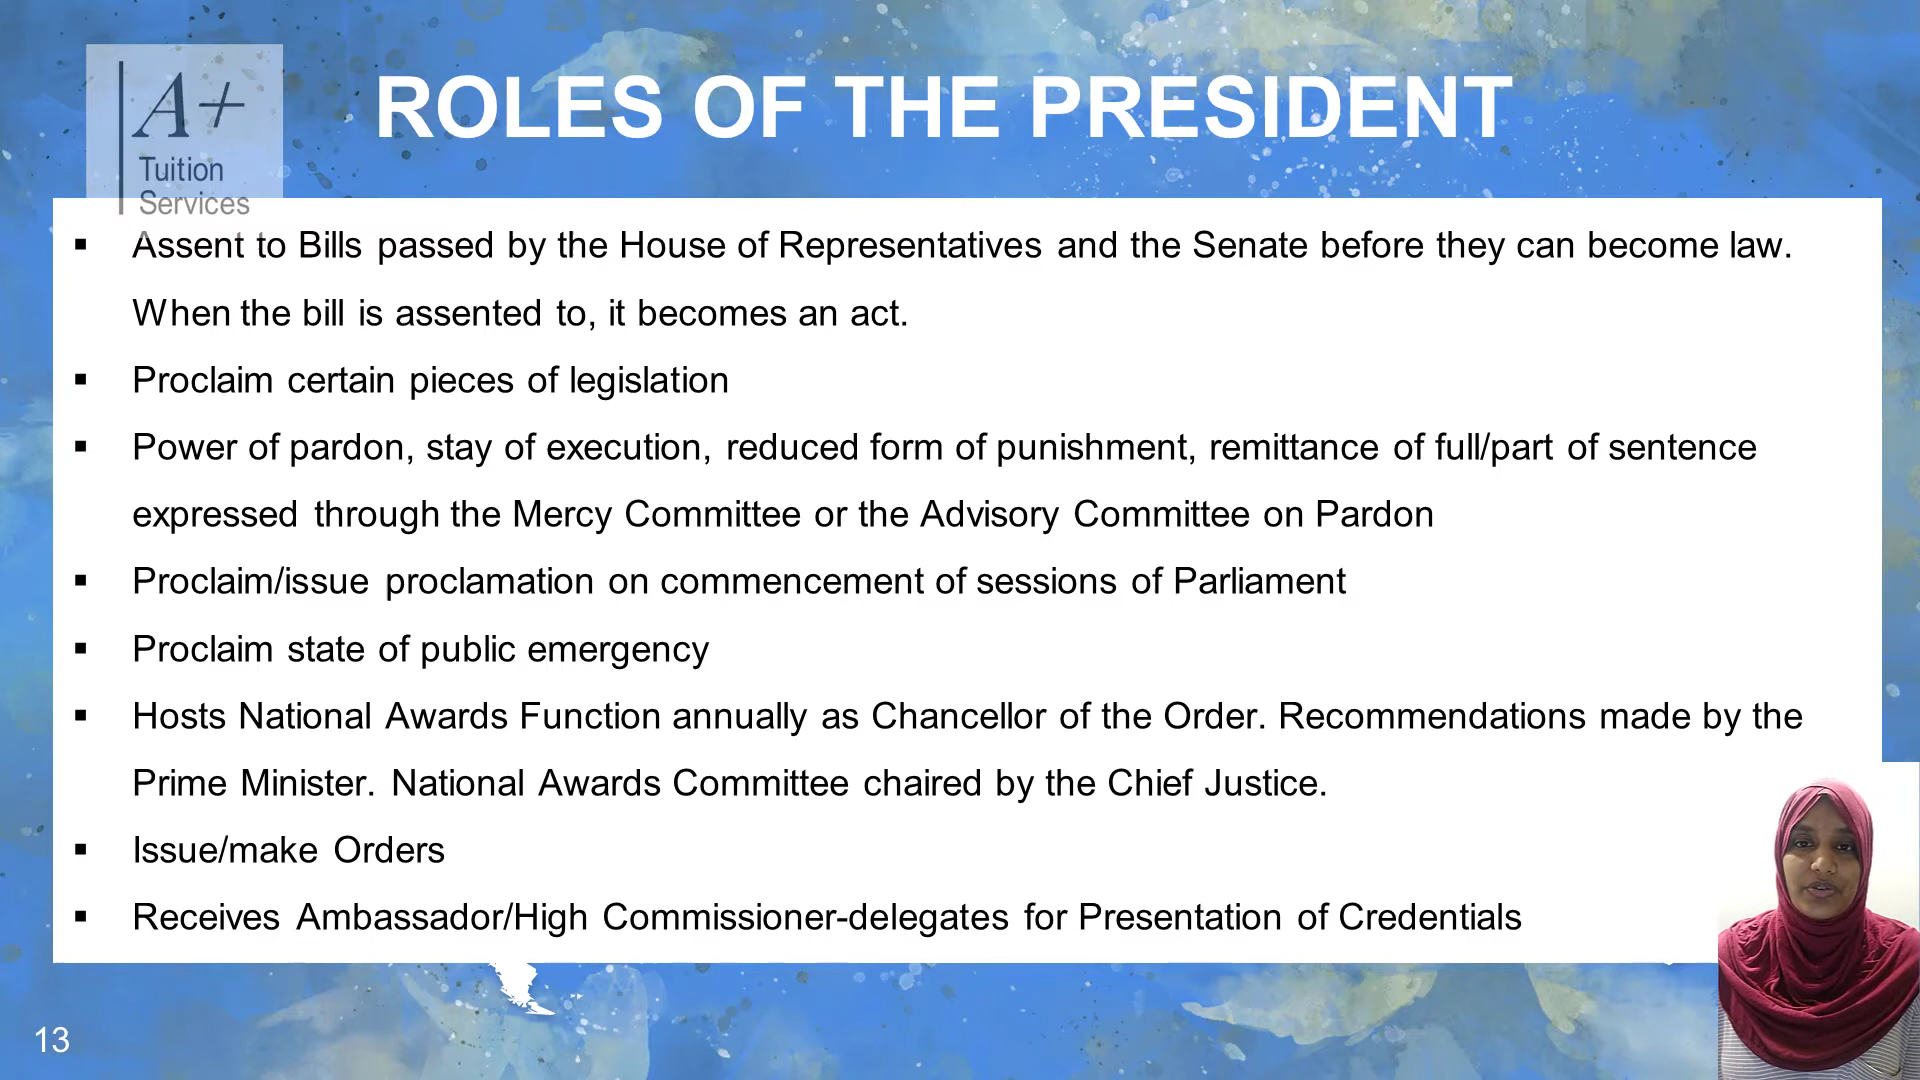 A+
Tuition
Services
ROLES OF THE PRESIDENT
▪ Assent to Bills passed by the House of Representatives and the Senate before they can become law.
When the bill is assented to, it becomes an act.
▪ Proclaim certain pieces of legislation
▪ Power of pardon, stay of execution, reduced form of punishment, remittance of full/part of sentence
expressed through the Mercy Committee or the Advisory Committee on Pardon
▪ Proclaim/issue proclamation on commencement of sessions of Parliament
▪ Proclaim state of public emergency
▪ Hosts National Awards Function annually as Chancellor of the Order. Recommendations made by the
Prime Minister. National Awards Committee chaired by the Chief Justice.
▪ Issue/make Orders
▪ Receives Ambassador/High Commissioner-delegates for Presentation of Credentials
13